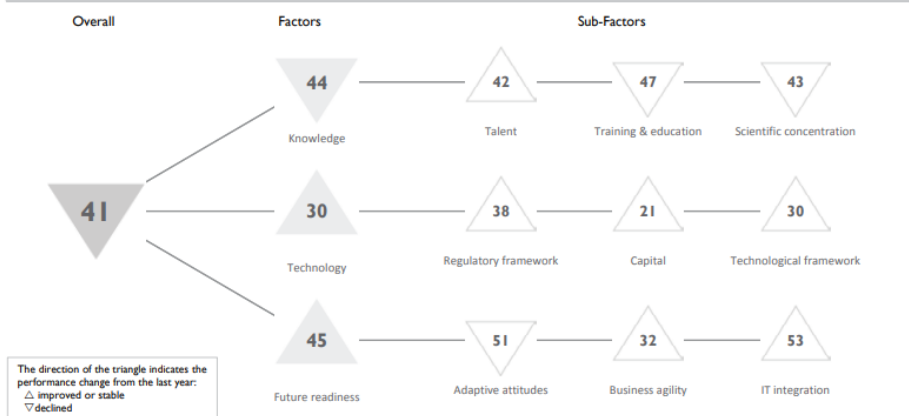 Overall
Factors
Sub-Factors
44
42
47
43
Knowledge
Talent
Training & education
Scientific concentration
41
30
38
21
30
Technology
Regulatory framework
Capital
Technological framework
45
51
32
53
Future readiness
Adaptive attitudes
Business agility
IT integration
The direction of the triangle indicates the
performance change from the last year:
△ improved or stable
▽ declined